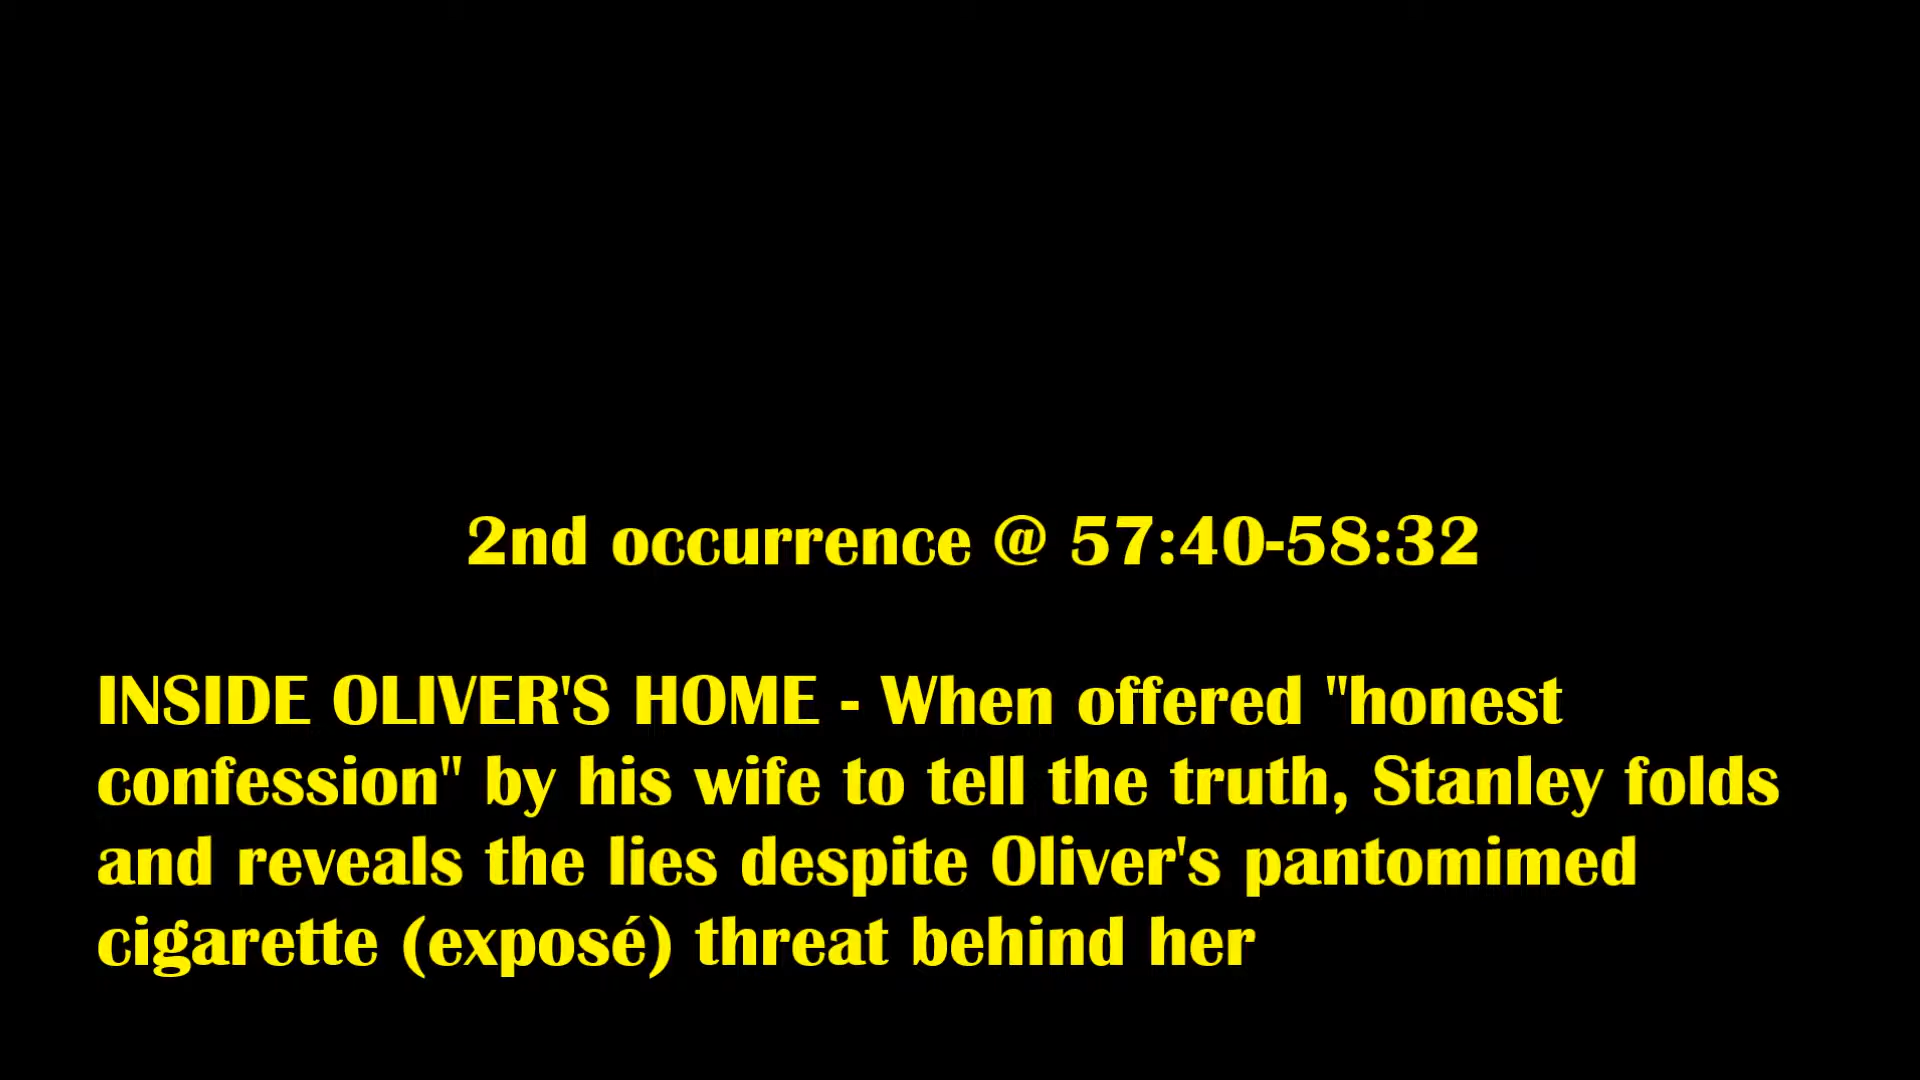 2nd occurrence @ 57:40-58:32
INSIDE OLIVER'S HOME - When offered "honest
confession" by his wife to tell the truth, Stanley folds
and reveals the lies despite Oliver's pantomimed
cigarette (exposé) threat behind her